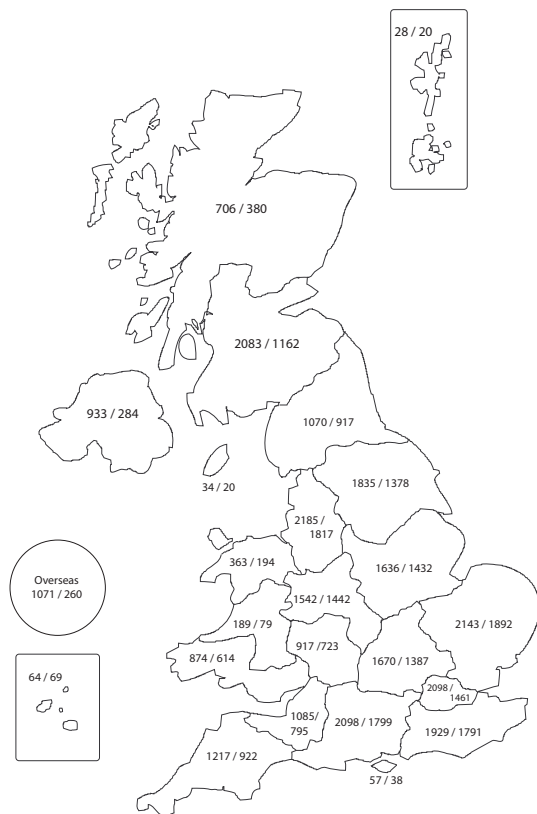 28 / 20
706 / 380
2083 / 1162
933 / 284
1070 / 917
34 / 20
1835 / 1378
2185 /
1817
363 / 194
1636 / 1432
Overseas
1071 / 260
1542 / 1442
189 / 79
2143 / 1892
917 / 723
874 / 614
1670 / 1387
64 / 69
2098 /
1461
1085/
795
2098 / 1799
1929 / 1791
1217 / 922
57 / 38